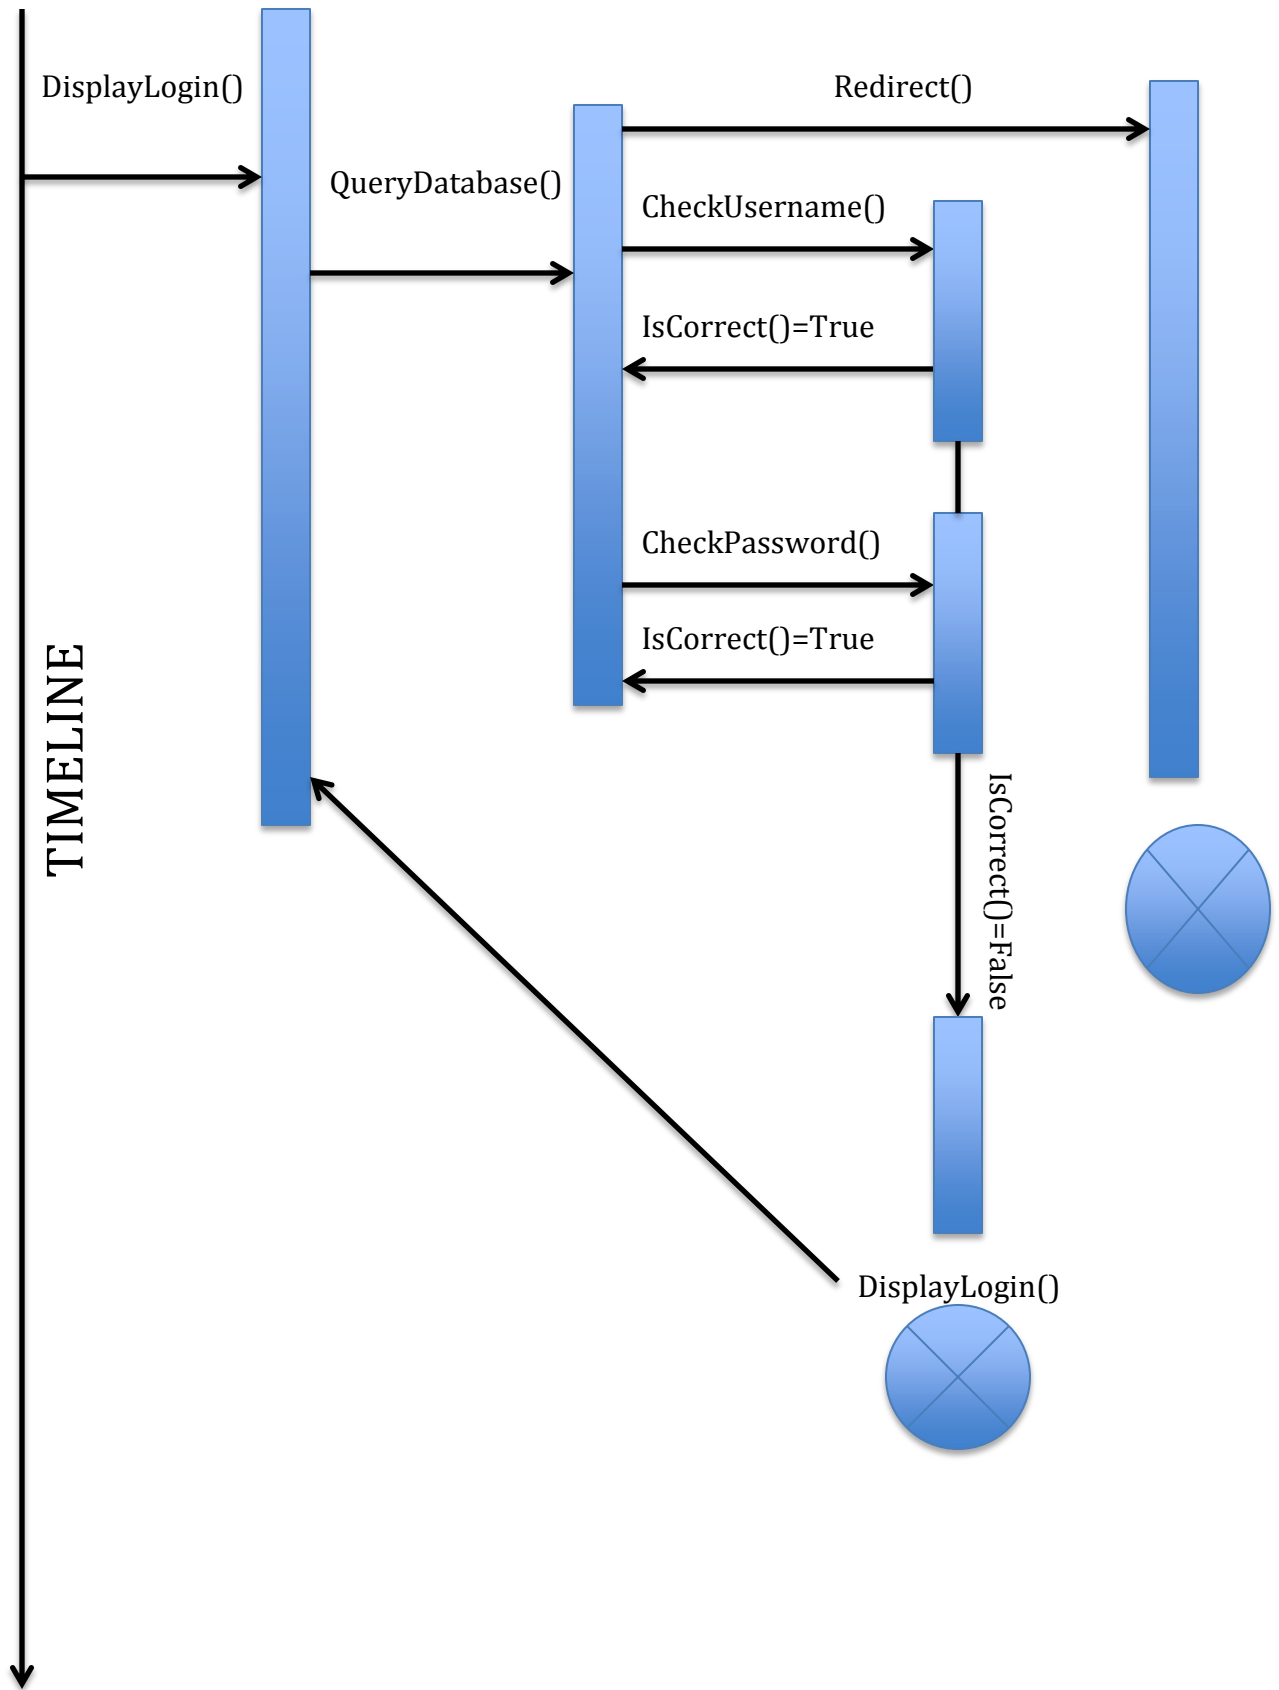 DisplayLogin()
Redirect()
QueryDatabase()
CheckUsername()
IsCorrect()=True
CheckPassword()
IsCorrect()=True
TIMELINE
IsCorrect()=False
DisplayLogin()